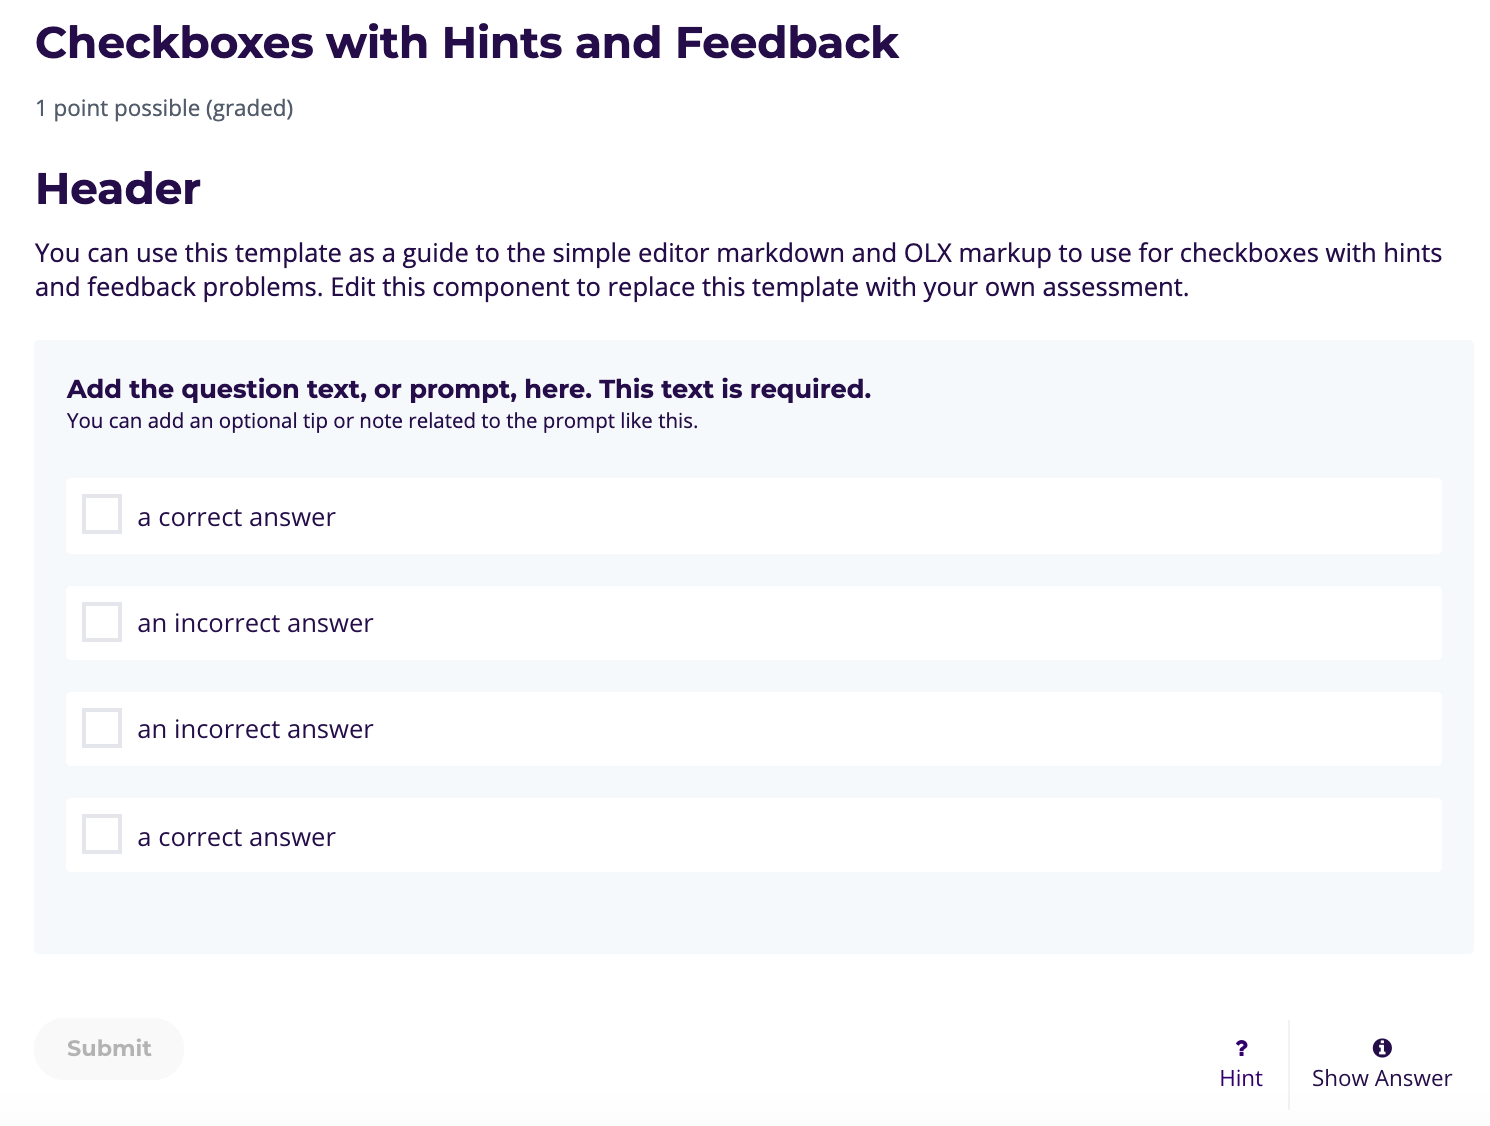 Checkboxes with Hints and Feedback
1 point possible (graded)
Header
You can use this template as a guide to the simple editor markdown and OLX markup to use for checkboxes with hints
and feedback problems. Edit this component to replace this template with your own assessment.
Add the question text, or prompt, here. This text is required.
You can add an optional tip or note related to the prompt like this.
a correct answer
an incorrect answer
an incorrect answer
a correct answer
Submit
? Hint
Show Answer